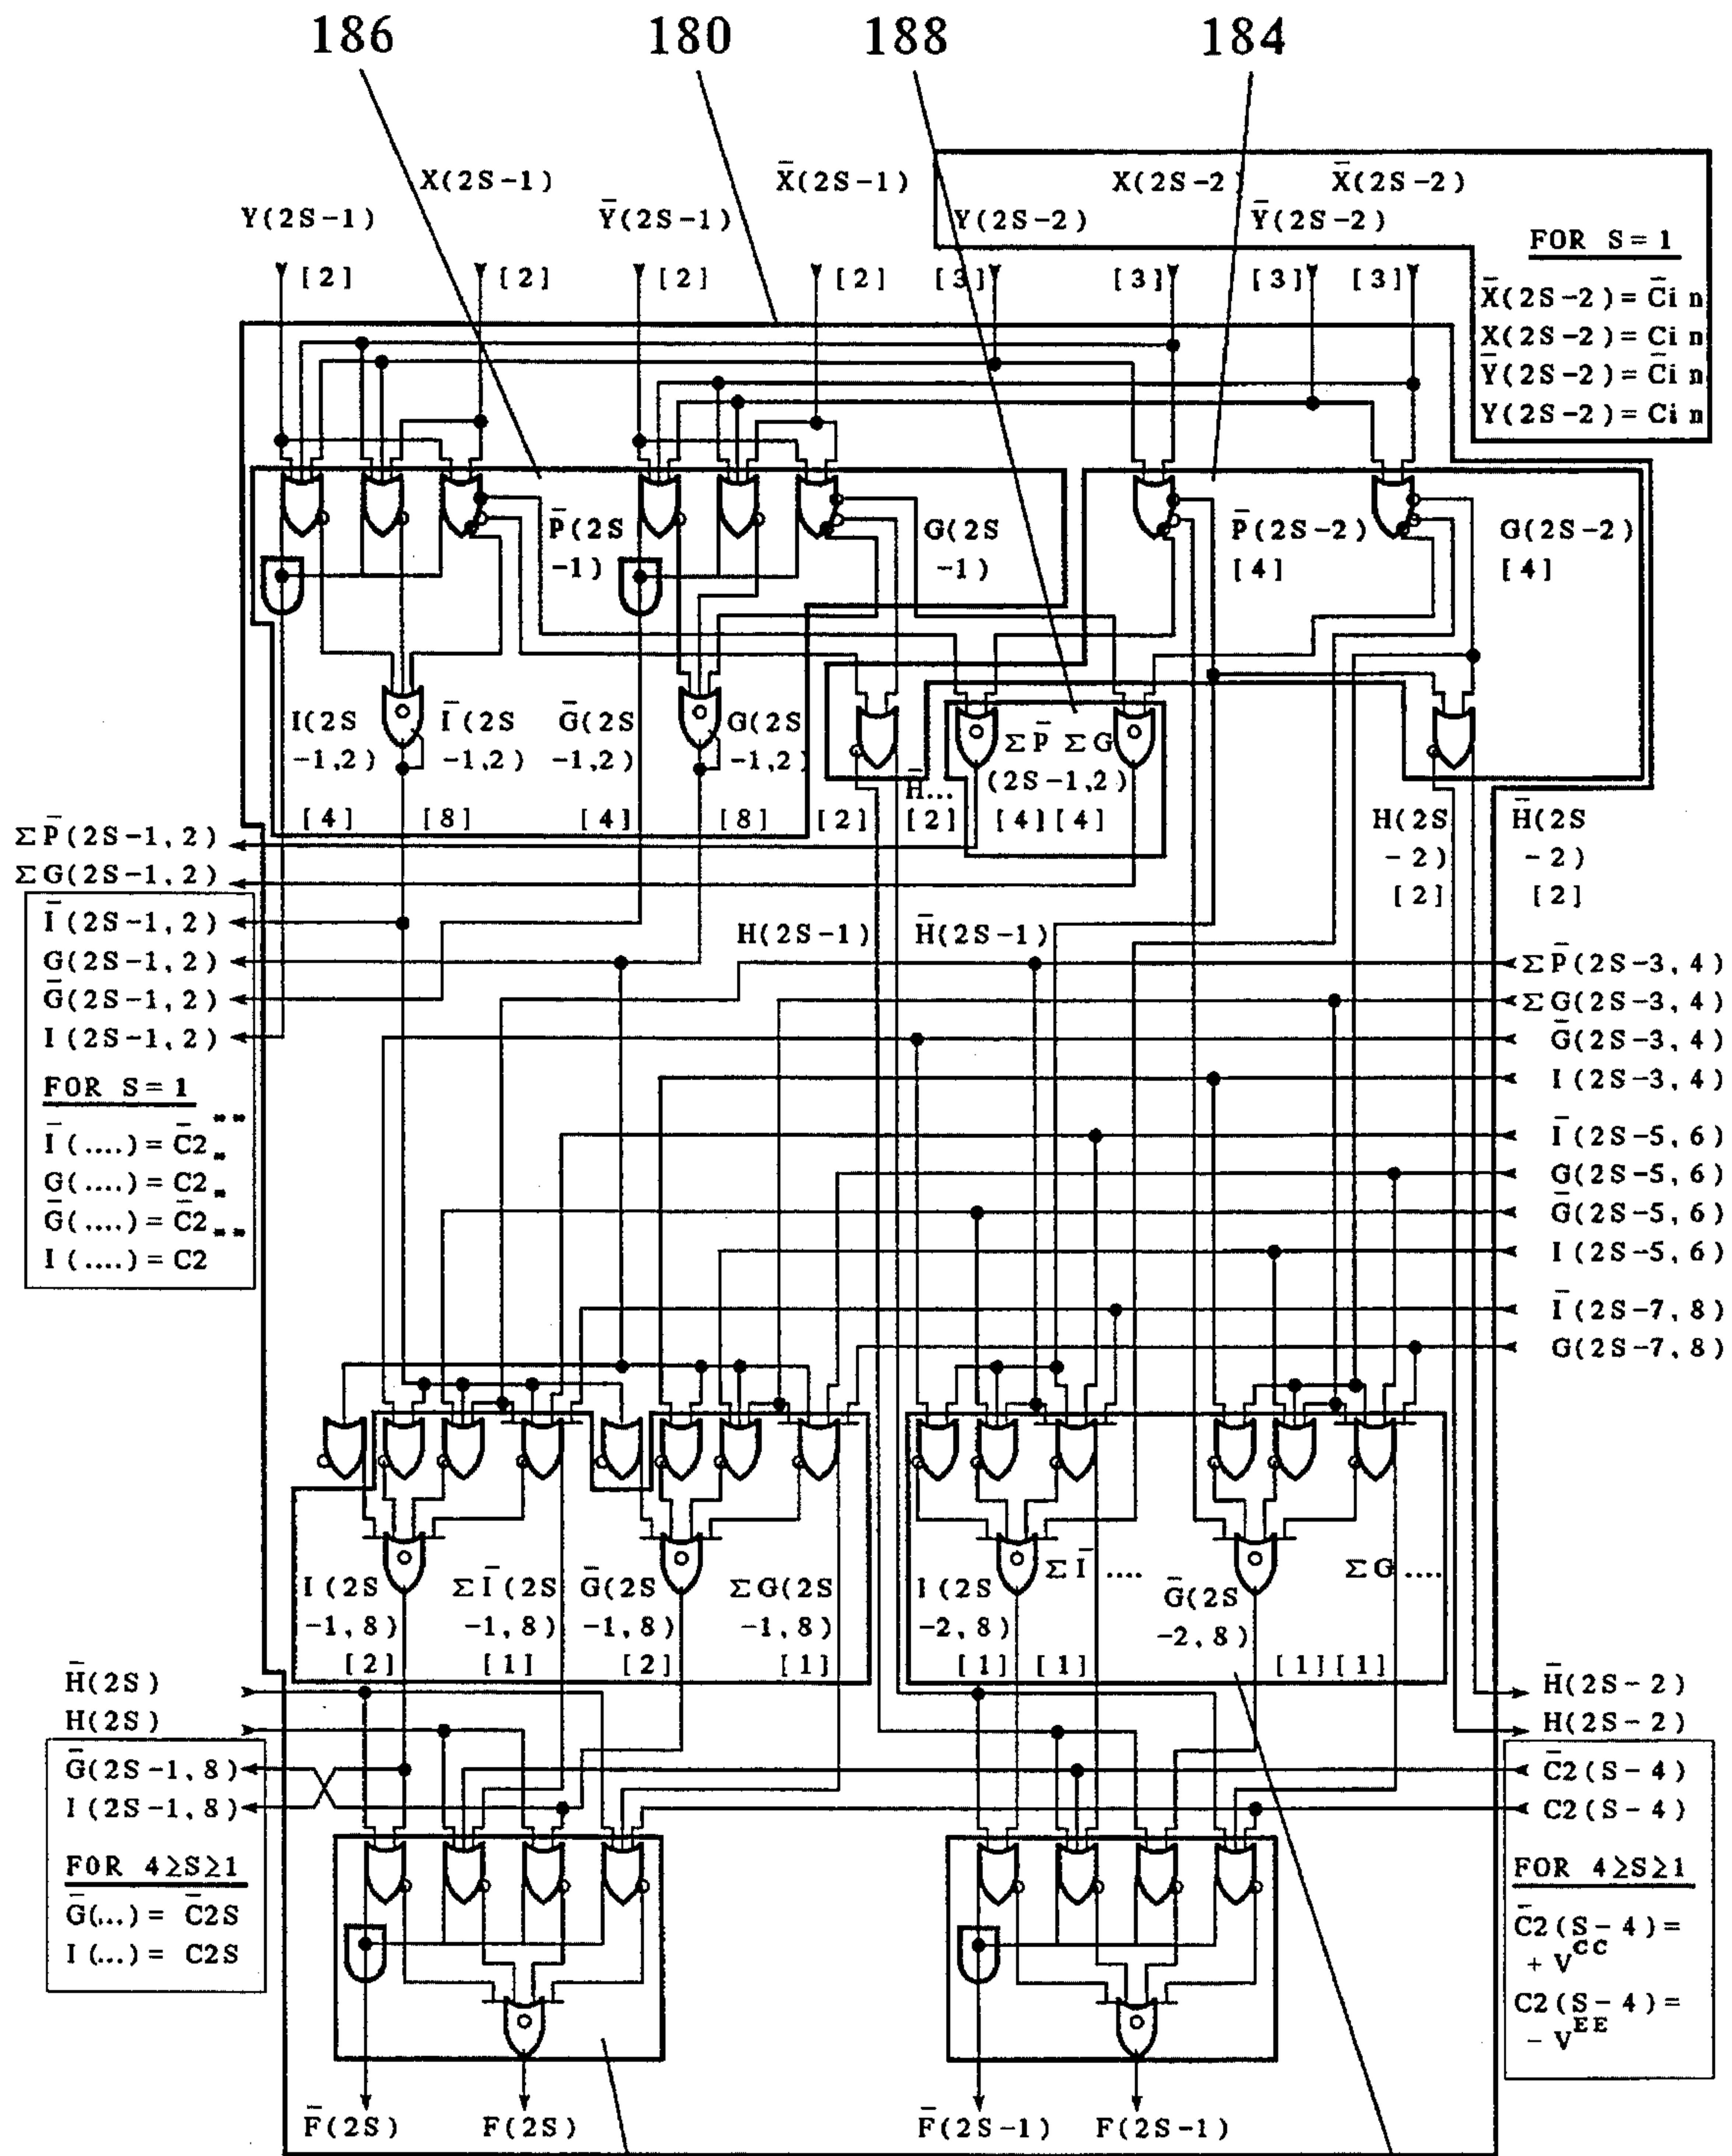 186 180 188 184
X(2S-1) X̄(2S-1) X(2S-2) X̄(2S-2)
Y(2S-1) Ȳ(2S-1) Y(2S-2) Ȳ(2S-2)
FOR S=1
[2] [2] [2] [2] [3] [3] [3] [3]
X̄(2S-2)=C̄in
X(2S-2)=Cin
Ȳ(2S-2)=C̄in
Y(2S-2)=Cin
P̄(2S
-1)
G(2S
-1)
P̄(2S-2)
[4]
G(2S-2)
[4]
I(2S
-1,2)
[4]
Ī(2S
-1,2)
[8]
Ḡ(2S
-1,2)
[4]
G(2S
-1,2)
[8]
[2]
H̄...
[2]
ΣP̄ ΣG
(2S-1,2)
[4][4]
H(2S
-2)
[2]
H̄(2S
-2)
[2]
ΣP̄(2S-1,2)
ΣG(2S-1,2)
Ī(2S-1,2)
G(2S-1,2)
Ḡ(2S-1,2)
I(2S-1,2)
FOR S=1
Ī(....)=C̄2""
G(....)=C2"
Ḡ(....)=C̄2"
I(....)=C2""
H(2S-1) H̄(2S-1)
ΣP̄(2S-3,4)
ΣG(2S-3,4)
Ḡ(2S-3,4)
I(2S-3,4)
Ī(2S-5,6)
G(2S-5,6)
Ḡ(2S-5,6)
I(2S-5,6)
Ī(2S-7,8)
G(2S-7,8)
I(2S
-1,8)
[2]
ΣĪ(2S
-1,8)
[1]
Ḡ(2S
-1,8)
[2]
ΣG(2S
-1,8)
[1]
I(2S
-2,8)
[1]
ΣĪ....
[1]
Ḡ(2S
-2,8)
[1]
ΣG....
[1]
H̄(2S)
H(2S)
Ḡ(2S-1,8)
I(2S-1,8)
FOR 4≥S≥1
Ḡ(...)= C̄2S
I(...)= C2S
H̄(2S-2)
H(2S-2)
C̄2(S-4)
C2(S-4)
FOR 4≥S≥1
C̄2(S-4)=
+V^CC
C2(S-4)=
-V^EE
F̄(2S) F(2S) F̄(2S-1) F(2S-1)